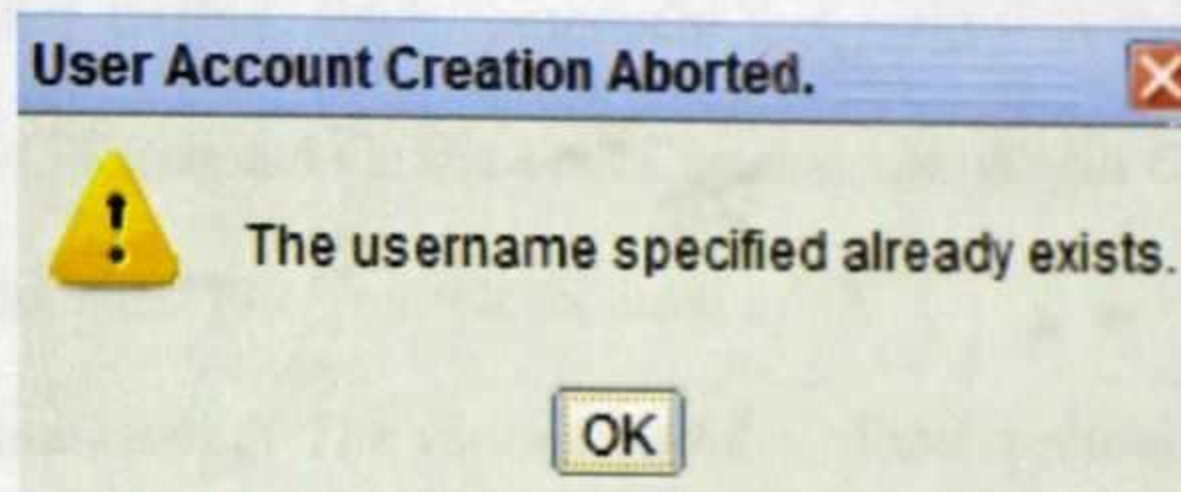 User Account Creation Aborted.
The username specified already exists.
OK